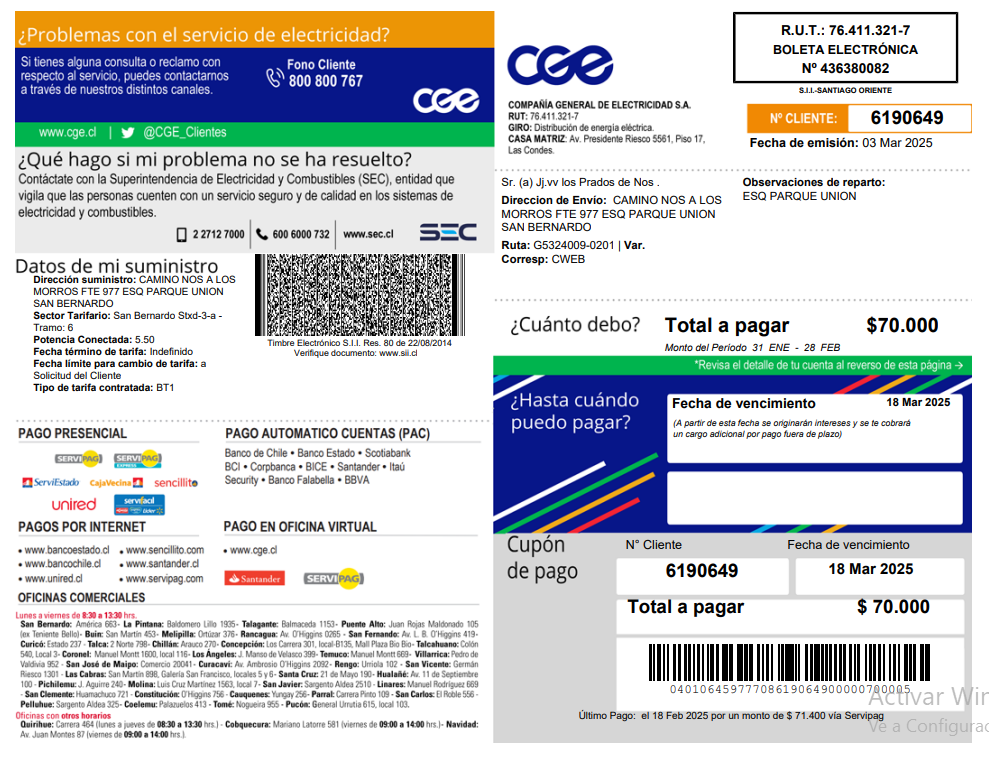 ¿Problemas con el servicio de electricidad?
Si tienes alguna consulta o reclamo con
respecto al servicio, puedes contactarnos
a través de nuestros distintos canales.
Fono Cliente
800 800 767
cge
www.cge.cl | @CGE_Clientes
¿Qué hago si mi problema no se ha resuelto?
Contáctate con la Superintendencia de Electricidad y Combustibles (SEC), entidad que
vigila que las personas cuenten con un servicio seguro y de calidad en los sistemas de
electricidad y combustibles.
2 2712 7000 | 600 6000 732 | www.sec.cl SEC
Datos de mi suministro
Dirección suministro: CAMINO NOS A LOS
MORROS FTE 977 ESQ PARQUE UNION
SAN BERNARDO
Sector Tarifario: San Bernardo Stxd-3-a -
Tramo: 6
Potencia Conectada: 5.50
Fecha término de tarifa: Indefinido
Fecha límite para cambio de tarifa: a
Solicitud del Cliente
Tipo de tarifa contratada: BT1
Timbre Electrónico S.I.I. Res. 80 de 22/08/2014
Verifique documento: www.sii.cl
PAGO PRESENCIAL
SERVIPAG SERVIPAG EXPRESS
ServiEstado CajaVecina sencillito
unired servifacil Lider
PAGO AUTOMATICO CUENTAS (PAC)
Banco de Chile • Banco Estado • Scotiabank
BCI • Corpbanca • BICE • Santander • Itaú
Security • Banco Falabella • BBVA
PAGOS POR INTERNET
• www.bancoestado.cl • www.sencillito.com
• www.bancochile.cl • www.santander.cl
• www.unired.cl • www.servipag.com
PAGO EN OFICINA VIRTUAL
• www.cge.cl
Santander SERVIPAG
OFICINAS COMERCIALES
Lunes a viernes de 8:30 a 13:30 hrs.
San Bernardo: América 663- La Pintana: Baldomero Lillo 1935- Talagante: Balmaceda 1153- Puente Alto: Juan Rojas Maldonado 105
(ex Teniente Bello)- Buin: San Martín 453- Melipilla: Ortúzar 376- Rancagua: Av. O'Higgins 0265 - San Fernando: Av. L. B. O'Higgins 419-
Curicó: Estado 237 - Talca: 2 Norte 798- Chillán: Arauco 270- Concepción: Los Carrera 301, local-B135, Mall Plaza Bío Bío- Talcahuano: Colón
540, Local 3- Coronel: Manuel Montt 1600, local 116- Los Ángeles: J. Manso de Velasco 399- Temuco: Manuel Montt 669- Villarrica: Pedro de
Valdivia 952 - San José de Maipo: Comercio 20041- Curacaví: Av. Ambrosio O'Higgins 2092- Rengo: Urriola 102 - San Vicente: Germán
Riesco 1301 - Las Cabras: San Martín 898, Galería San Francisco, locales 5 y 6- Santa Cruz: 21 de Mayo 190- Hualañé: Av. 11 de Septiembre
100 - Pichilemu: J. Aguirre 240- Molina: Luis Cruz Martínez 1563, local 7- San Javier: Sargento Aldea 2510 - Linares: Manuel Rodríguez 669
- San Clemente: Huamachuco 721- Constitución: O'Higgins 756 - Cauquenes: Yungay 256- Parral: Carrera Pinto 109- San Carlos: El Roble 556 -
Pelluhue: Sargento Aldea 325- Coelemu: Palazuelos 413 - Tomé: Nogueira 955 - Pucón: General Urrutia 615, local 103.
Oficinas con otros horarios
Quirihue: Carrera 464 (lunes a jueves de 08:30 a 13:30 hrs) -. Cobquecura: Mariano Latorre 581 (viernes de 09:00 a 14:00 hrs.)- Navidad:
Av. Juan Montes 87 (viernes de 09:00 a 14:00 hrs.).
cge
COMPAÑÍA GENERAL DE ELECTRICIDAD S.A.
RUT: 76.411.321-7
GIRO: Distribución de energía eléctrica.
CASA MATRIZ: Av. Presidente Riesco 5561, Piso 17,
Las Condes.
R.U.T.: 76.411.321-7
BOLETA ELECTRÓNICA
Nº 436380082
S.I.I.-SANTIAGO ORIENTE
Nº CLIENTE: 6190649
Fecha de emisión: 03 Mar 2025
Sr. (a) Jj.vv los Prados de Nos .
Direccion de Envío: CAMINO NOS A LOS
MORROS FTE 977 ESQ PARQUE UNION
SAN BERNARDO
Ruta: G5324009-0201 | Var.
Corresp: CWEB
Observaciones de reparto:
ESQ PARQUE UNION
¿Cuánto debo? Total a pagar $70.000
Monto del Período 31 ENE - 28 FEB
*Revisa el detalle de tu cuenta al reverso de esta página →
¿Hasta cuándo
puedo pagar?
Fecha de vencimiento 18 Mar 2025
(A partir de esta fecha se originarán intereses y se te cobrará
un cargo adicional por pago fuera de plazo)
Cupón
de pago
N° Cliente Fecha de vencimiento
6190649 18 Mar 2025
Total a pagar $ 70.000
0401064597770861906490000​0700005
Último Pago: el 18 Feb 2025 por un monto de $ 71.400 vía Servipag
Activar Win
Ve a Configurac